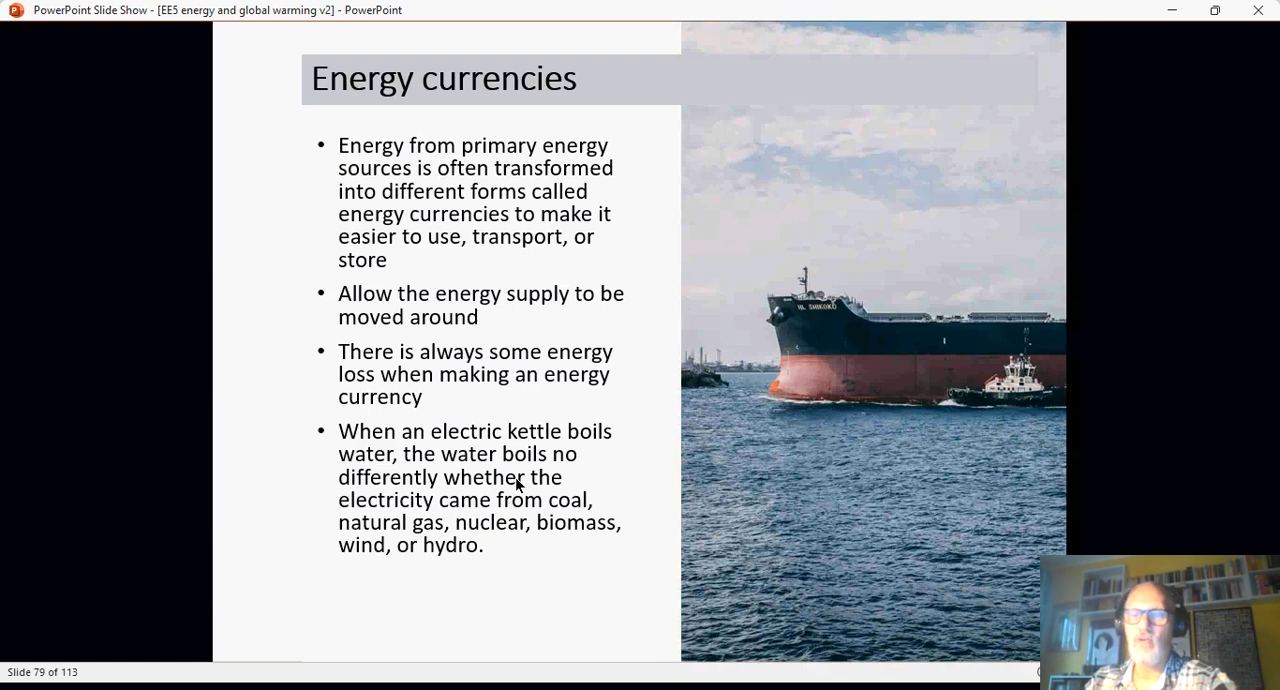 PowerPoint Slide Show - [EE5 energy and global warming v2] - PowerPoint
Energy currencies
• Energy from primary energy
sources is often transformed
into different forms called
energy currencies to make it
easier to use, transport, or
store
• Allow the energy supply to be
moved around
• There is always some energy
loss when making an energy
currency
• When an electric kettle boils
water, the water boils no
differently whether the
electricity came from coal,
natural gas, nuclear, biomass,
wind, or hydro.
HL SHIKOKU
Slide 79 of 113